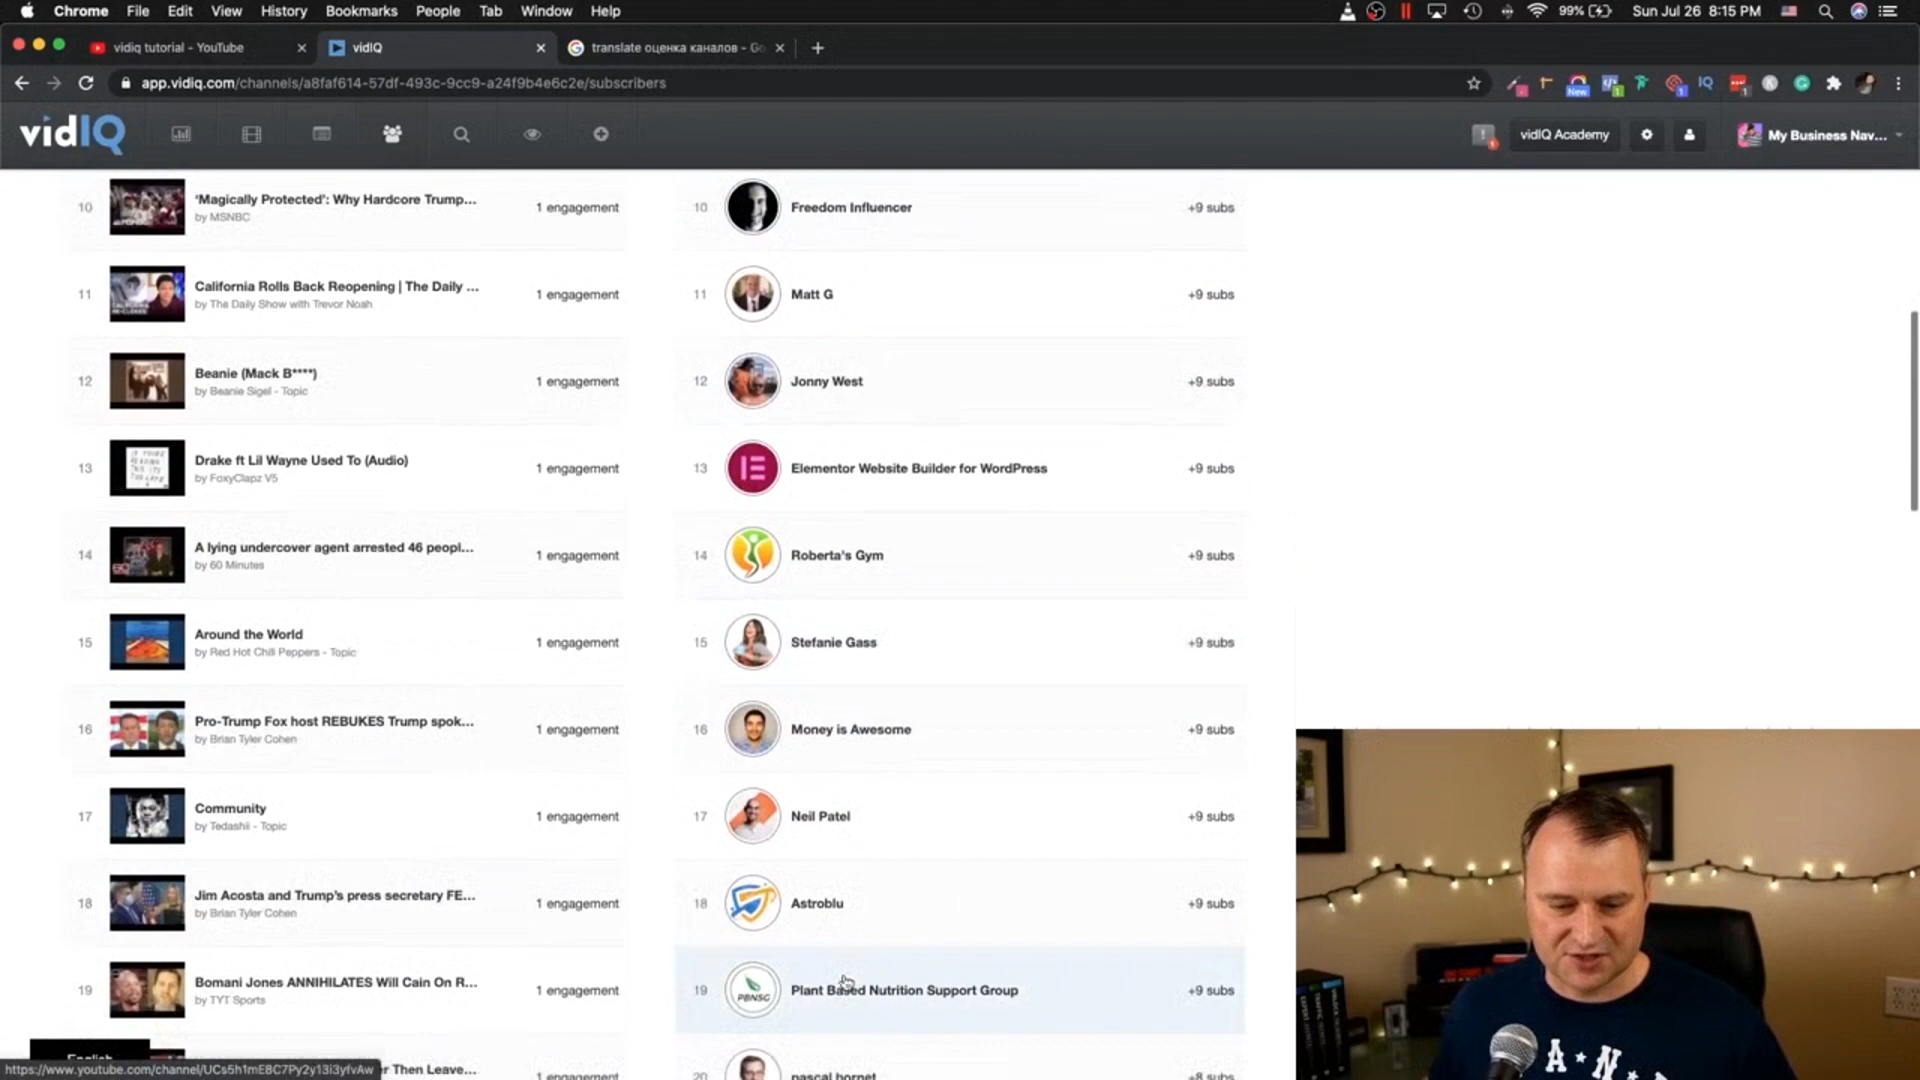 Chrome File Edit View History Bookmarks People Tab Window Help
99% Sun Jul 26 8:15 PM
vidiq tutorial - YouTube
vidIQ
translate оценка каналов - Go
app.vidiq.com/channels/a8faf614-57df-493c-9cc9-a24f9b4e6c2e/subscribers
New
IQ
vidIQ
vidIQ Academy
My Business Nav...
10 'Magically Protected': Why Hardcore Trump... 1 engagement
by MSNBC
10 Freedom Influencer +9 subs
11 California Rolls Back Reopening | The Daily ... 1 engagement
by The Daily Show with Trevor Noah
11 Matt G +9 subs
12 Beanie (Mack B****) 1 engagement
by Beanie Sigel - Topic
12 Jonny West +9 subs
13 Drake ft Lil Wayne Used To (Audio) 1 engagement
by FoxyClapz V5
13 Elementor Website Builder for WordPress +9 subs
14 A lying undercover agent arrested 46 peopl... 1 engagement
by 60 Minutes
14 Roberta's Gym +9 subs
15 Around the World 1 engagement
by Red Hot Chili Peppers - Topic
15 Stefanie Gass +9 subs
16 Pro-Trump Fox host REBUKES Trump spok... 1 engagement
by Brian Tyler Cohen
16 Money is Awesome +9 subs
17 Community 1 engagement
by Tedashii - Topic
17 Neil Patel +9 subs
18 Jim Acosta and Trump's press secretary FE... 1 engagement
by Brian Tyler Cohen
18 Astroblu +9 subs
19 Bomani Jones ANNIHILATES Will Cain On R... 1 engagement
by TYT Sports
PBNSG
19 Plant Based Nutrition Support Group +9 subs
English
r Then Leave... 1 engagement
20 pascal bornet +8 subs
https://www.youtube.com/channel/UCs5h1mE8C7Py2y13i3yfvAw